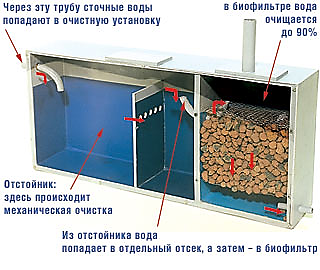 Через эту трубу сточные воды
попадают в очистную установку
в биофильтре вода
очищается
до 90%
Отстойник:
здесь происходит
механическая очистка
Из отстойника вода
попадает в отдельный отсек, а затем – в биофильтр